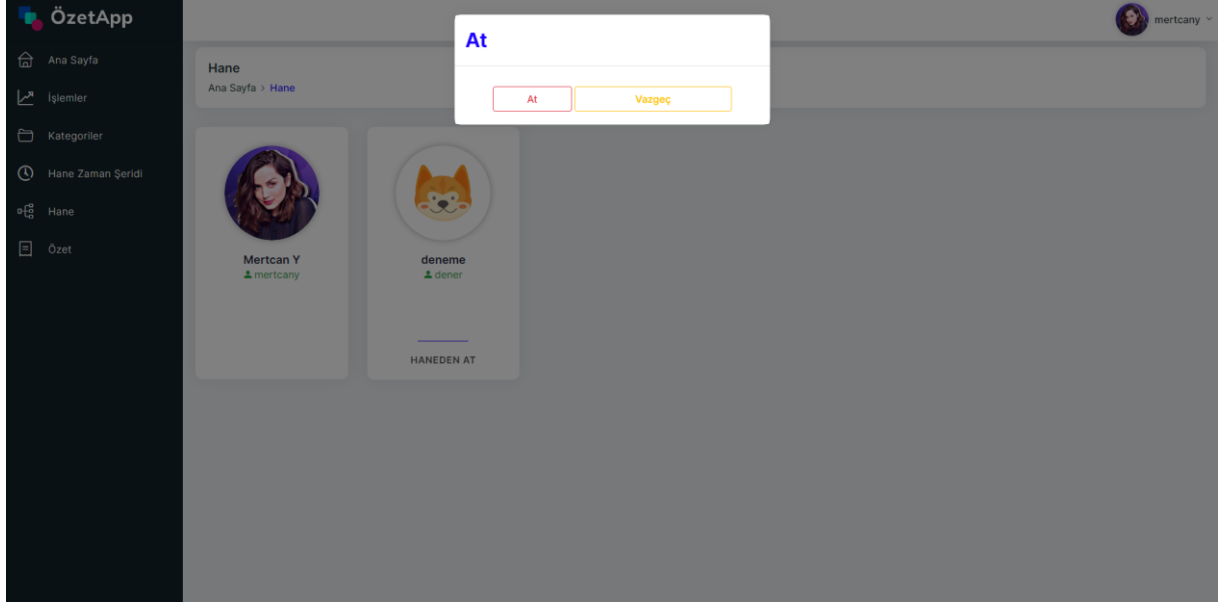 ÖzetApp
mertcany
At
At
Vazgeç
Ana Sayfa
İşlemler
Kategoriler
Hane Zaman Şeridi
Hane
Özet
Hane
Ana Sayfa > Hane
Mertcan Y
mertcany
deneme
dener
HANEDEN AT